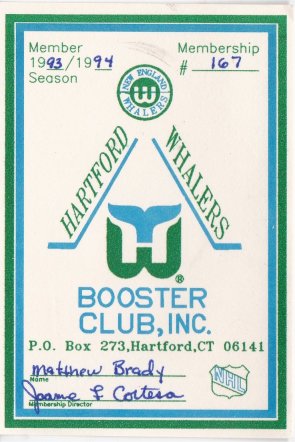 Member Membership
1993/1994 # 167
Season
NEW ENGLAND
WHALERS
HARTFORD WHALERS
®
BOOSTER
CLUB, INC.
P.O. Box 273, Hartford, CT 06141
Matthew Brady
Name
Joanne F Cortesa
Membership Director
NHL